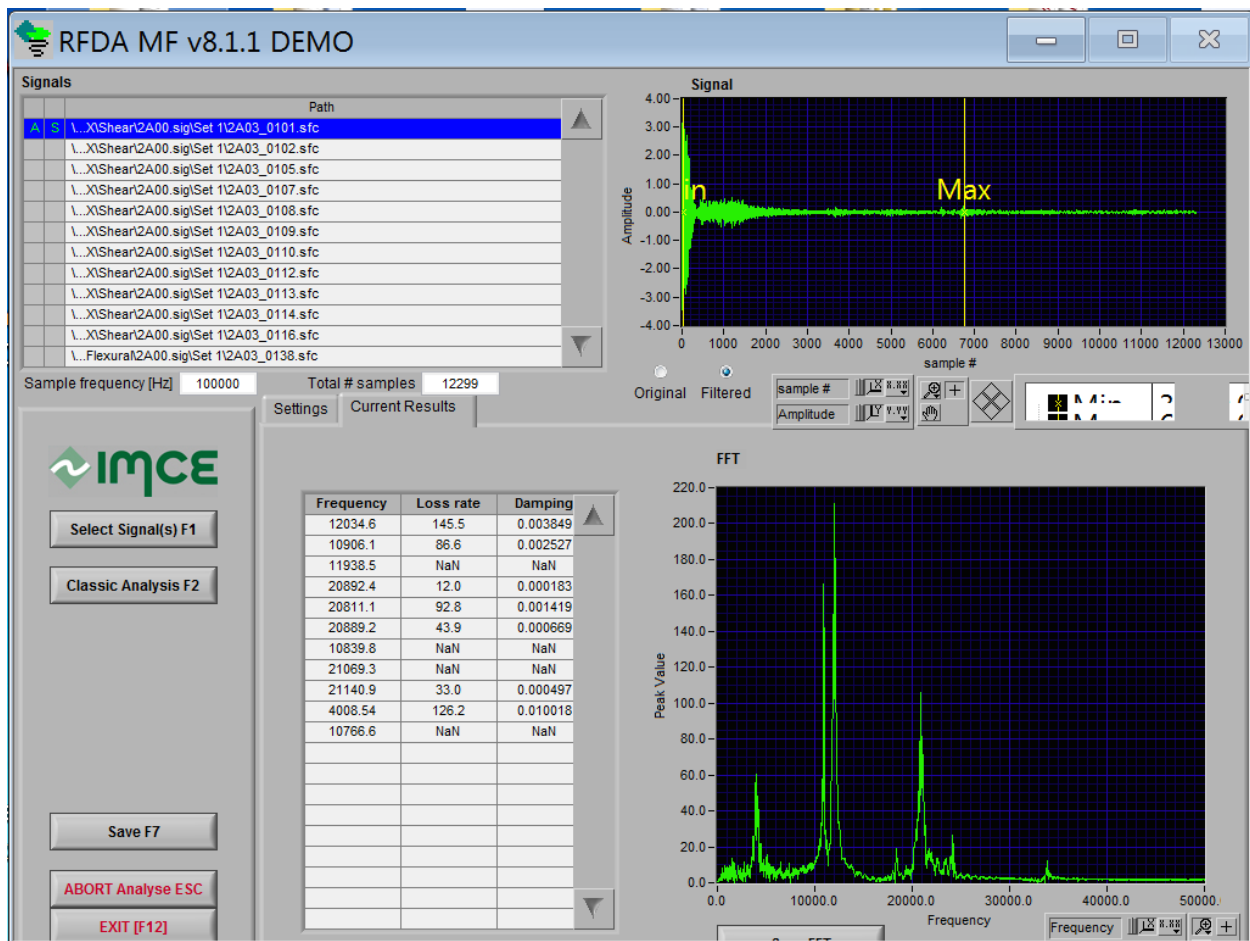 RFDA MF v8.1.1 DEMO
Signals
Path
A S \...X\Shear\2A00.sig\Set 1\2A03_0101.sfc
\...X\Shear\2A00.sig\Set 1\2A03_0102.sfc
\...X\Shear\2A00.sig\Set 1\2A03_0105.sfc
\...X\Shear\2A00.sig\Set 1\2A03_0107.sfc
\...X\Shear\2A00.sig\Set 1\2A03_0108.sfc
\...X\Shear\2A00.sig\Set 1\2A03_0109.sfc
\...X\Shear\2A00.sig\Set 1\2A03_0110.sfc
\...X\Shear\2A00.sig\Set 1\2A03_0112.sfc
\...X\Shear\2A00.sig\Set 1\2A03_0113.sfc
\...X\Shear\2A00.sig\Set 1\2A03_0114.sfc
\...X\Shear\2A00.sig\Set 1\2A03_0116.sfc
\...Flexural\2A00.sig\Set 1\2A03_0138.sfc
Sample frequency [Hz] 100000 Total # samples 12299
Signal
Amplitude
4.00
3.00
2.00
1.00
0.00
-1.00
-2.00
-3.00
-4.00
in Max
0 1000 2000 3000 4000 5000 6000 7000 8000 9000 10000 11000 12000 13000
sample #
Original Filtered
sample # X x.xx
Amplitude Y y.yy
Settings Current Results
IMCE
Select Signal(s) F1
Classic Analysis F2
Save F7
ABORT Analyse ESC
EXIT [F12]
Frequency Loss rate Damping
12034.6 145.5 0.003849
10906.1 86.6 0.002527
11938.5 NaN NaN
20892.4 12.0 0.000183
20811.1 92.8 0.001419
20889.2 43.9 0.000669
10839.8 NaN NaN
21069.3 NaN NaN
21140.9 33.0 0.000497
4008.54 126.2 0.010018
10766.6 NaN NaN
FFT
Peak Value
220.0
200.0
180.0
160.0
140.0
120.0
100.0
80.0
60.0
40.0
20.0
0.0
0.0 10000.0 20000.0 30000.0 40000.0 50000.
Frequency
Frequency X x.xx